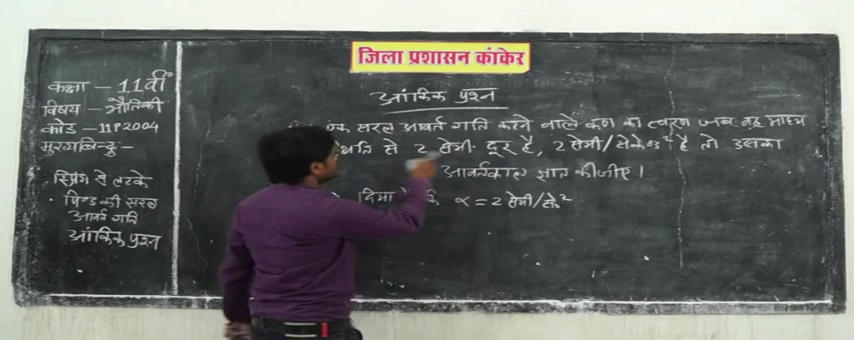 जिला प्रशासन कांकेर
कक्षा - 11वीं
विषय - भौतिकी
कोड - 11P2004
मुख्यबिन्दु -
स्प्रिंग से लटके
पिण्ड की सरल
आवर्त गति
आंकिक प्रश्न
आंकिक प्रश्न
एक सरल आवर्त गति करने वाले कण का त्वरण जब वह माध्य
स्थिति से 2 सेमी. दूर है, 2 सेमी/सेकेण्ड² है तो उसका
आवर्तकाल ज्ञात कीजिए।
दिया है कि α = 2 सेमी/से²